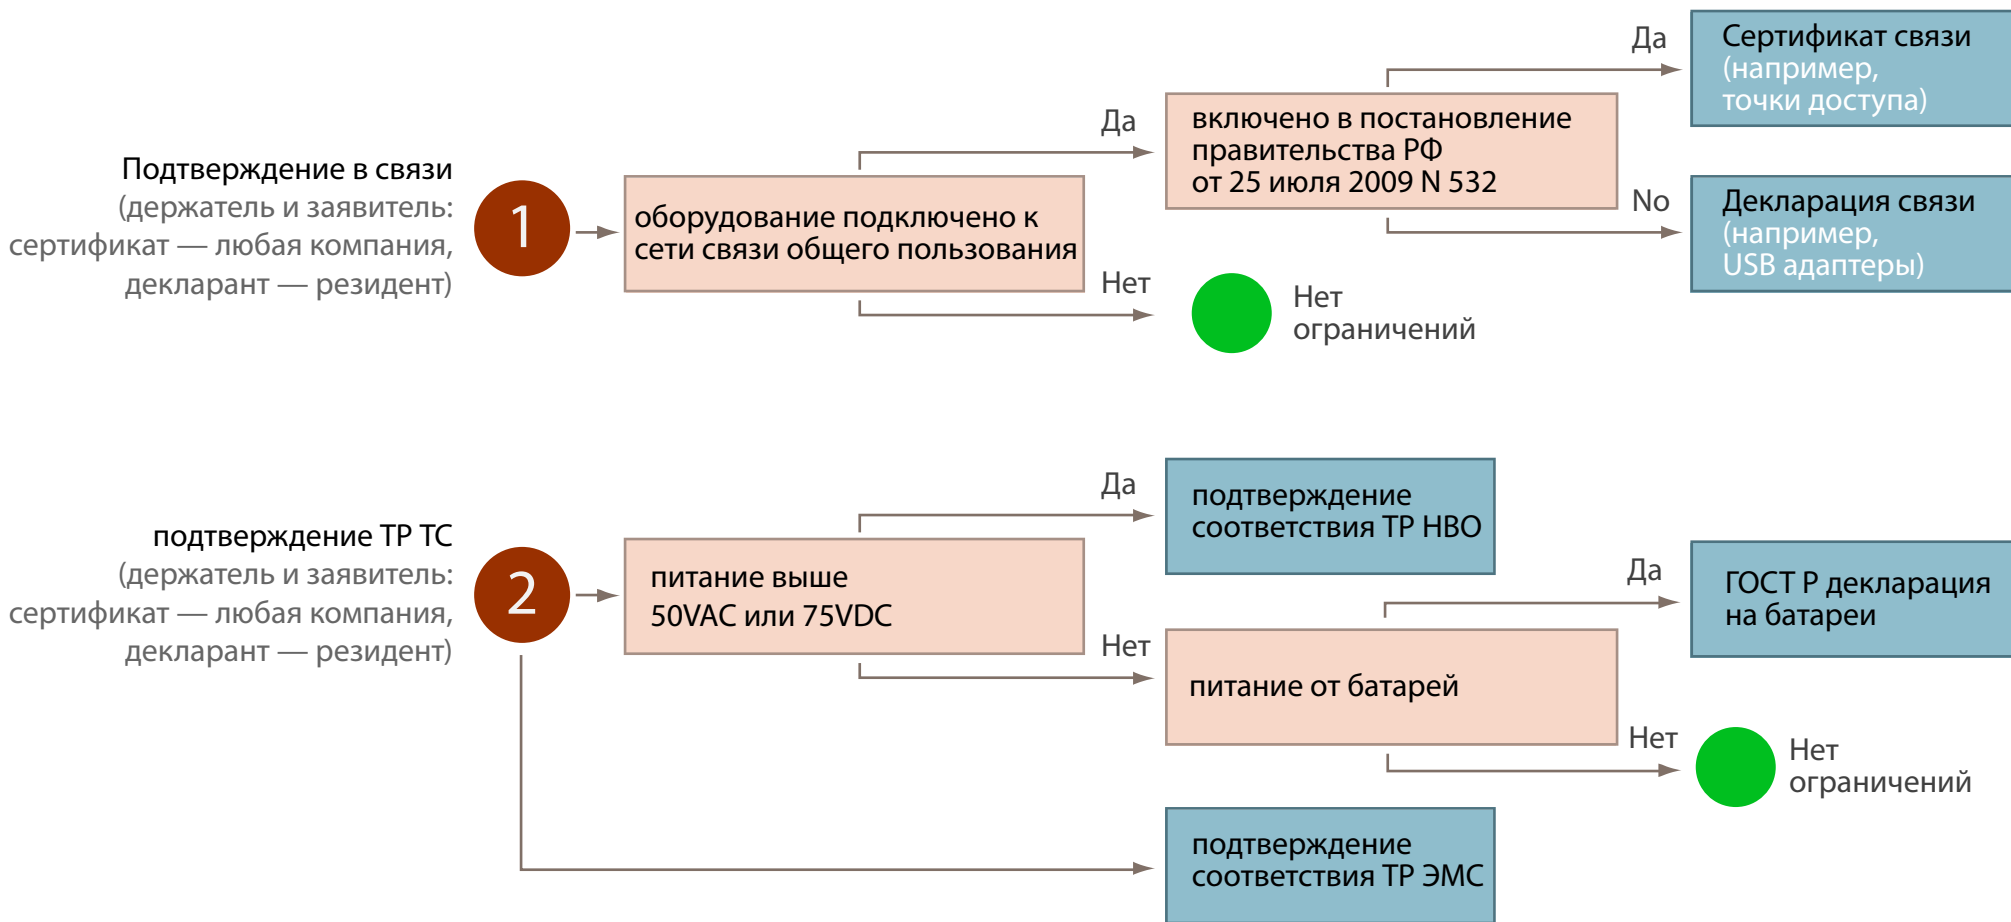 Подтверждение в связи
(держатель и заявитель:
сертификат — любая компания,
декларант — резидент)
1
оборудование подключено к
сети связи общего пользования
Да
включено в постановление
правительства РФ
от 25 июля 2009 N 532
Да
Сертификат связи
(например,
точки доступа)
No
Декларация связи
(например,
USB адаптеры)
Нет
Нет
ограничений
подтверждение ТР ТС
(держатель и заявитель:
сертификат — любая компания,
декларант — резидент)
2
питание выше
50VAC или 75VDC
Да
подтверждение
соответствия ТР НВО
Нет
питание от батарей
Да
ГОСТ Р декларация
на батареи
Нет
Нет
ограничений
подтверждение
соответствия ТР ЭМС